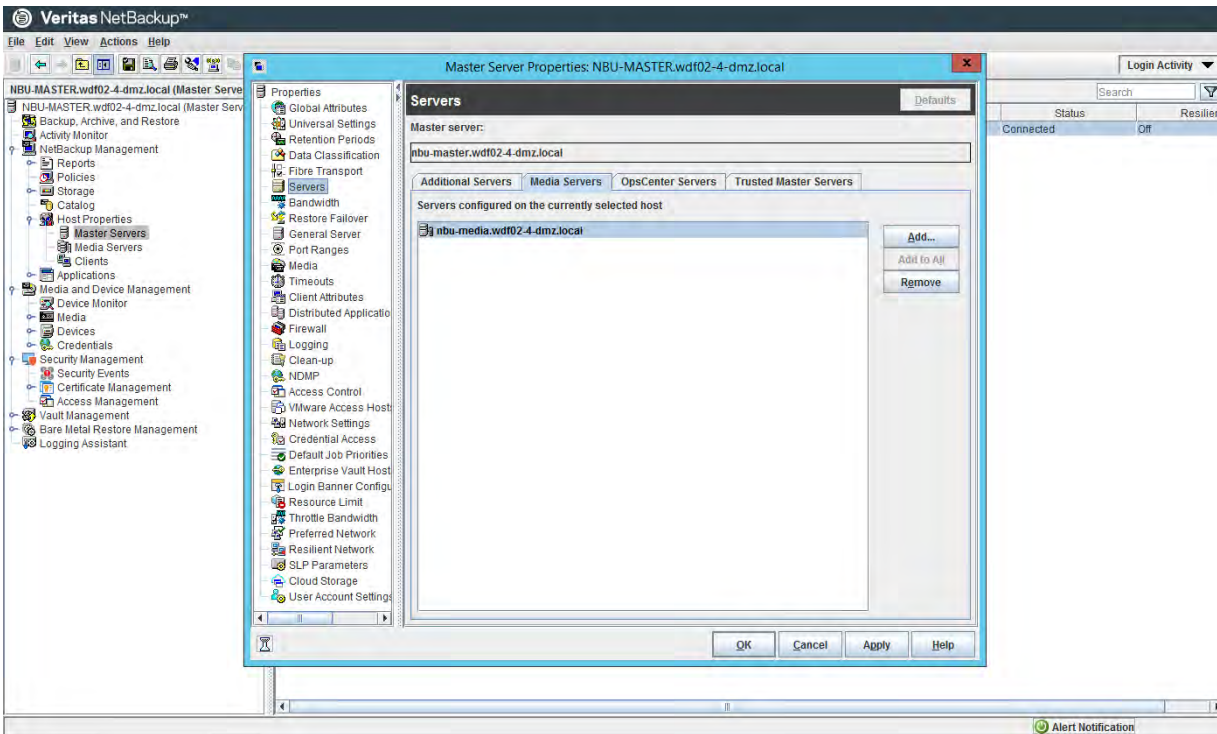 Veritas NetBackup™
File Edit View Actions Help
Login Activity
NBU-MASTER.wdf02-4-dmz.local (Master Serve
NBU-MASTER.wdf02-4-dmz.local (Master Serv
Backup, Archive, and Restore
Activity Monitor
NetBackup Management
Reports
Policies
Storage
Catalog
Host Properties
Master Servers
Media Servers
Clients
Applications
Media and Device Management
Device Monitor
Media
Devices
Credentials
Security Management
Security Events
Certificate Management
Access Management
Vault Management
Bare Metal Restore Management
Logging Assistant
Master Server Properties: NBU-MASTER.wdf02-4-dmz.local
Properties
Global Attributes
Universal Settings
Retention Periods
Data Classification
Fibre Transport
Servers
Bandwidth
Restore Failover
General Server
Port Ranges
Media
Timeouts
Client Attributes
Distributed Applicatio
Firewall
Logging
Clean-up
NDMP
Access Control
VMware Access Hosts
Network Settings
Credential Access
Default Job Priorities
Enterprise Vault Host
Login Banner Configu
Resource Limit
Throttle Bandwidth
Preferred Network
Resilient Network
SLP Parameters
Cloud Storage
User Account Settings
Servers
Defaults
Master server:
nbu-master.wdf02-4-dmz.local
Additional Servers Media Servers OpsCenter Servers Trusted Master Servers
Servers configured on the currently selected host
nbu-media.wdf02-4-dmz.local
Add...
Add to All
Remove
OK Cancel Apply Help
Search
Status Resilien
Connected Off
Alert Notification